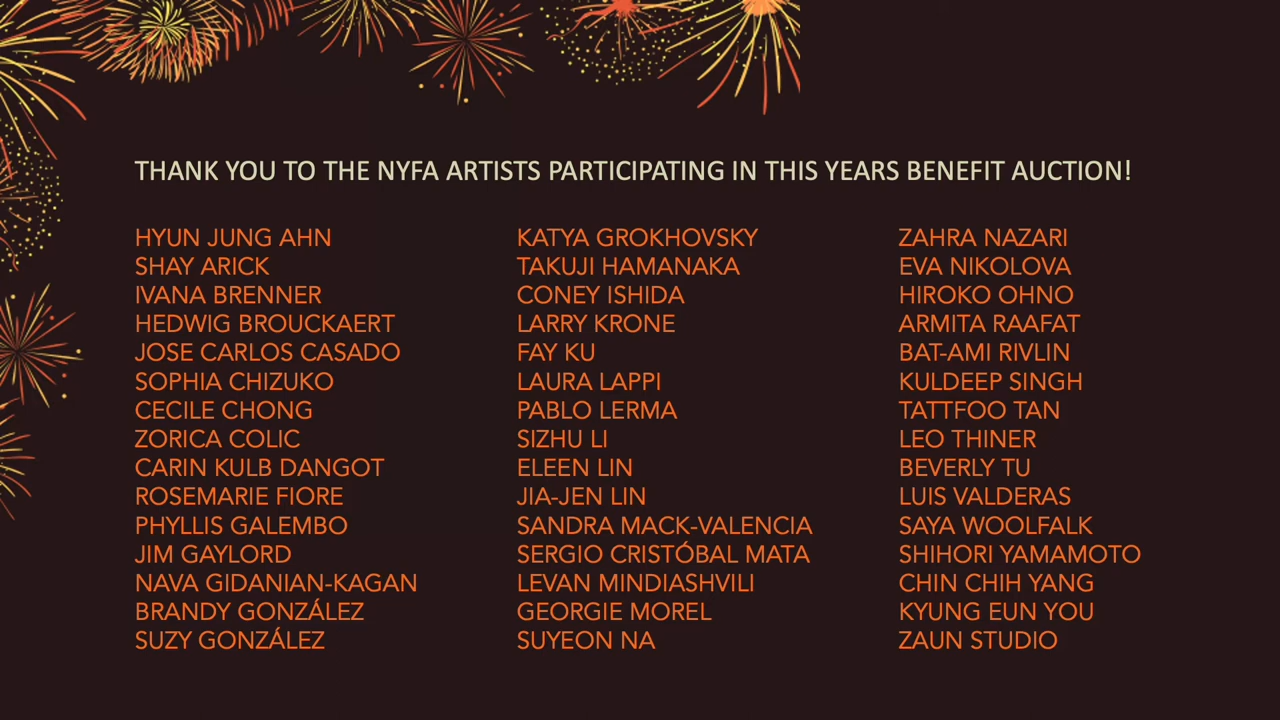 THANK YOU TO THE NYFA ARTISTS PARTICIPATING IN THIS YEARS BENEFIT AUCTION!
HYUN JUNG AHN
SHAY ARICK
IVANA BRENNER
HEDWIG BROUCKAERT
JOSE CARLOS CASADO
SOPHIA CHIZUKO
CECILE CHONG
ZORICA COLIC
CARIN KULB DANGOT
ROSEMARIE FIORE
PHYLLIS GALEMBO
JIM GAYLORD
NAVA GIDANIAN-KAGAN
BRANDY GONZÁLEZ
SUZY GONZÁLEZ
KATYA GROKHOVSKY
TAKUJI HAMANAKA
CONEY ISHIDA
LARRY KRONE
FAY KU
LAURA LAPPI
PABLO LERMA
SIZHU LI
ELEEN LIN
JIA-JEN LIN
SANDRA MACK-VALENCIA
SERGIO CRISTÓBAL MATA
LEVAN MINDIASHVILI
GEORGIE MOREL
SUYEON NA
ZAHRA NAZARI
EVA NIKOLOVA
HIROKO OHNO
ARMITA RAAFAT
BAT-AMI RIVLIN
KULDEEP SINGH
TATTFOO TAN
LEO THINER
BEVERLY TU
LUIS VALDERAS
SAYA WOOLFALK
SHIHORI YAMAMOTO
CHIN CHIH YANG
KYUNG EUN YOU
ZAUN STUDIO